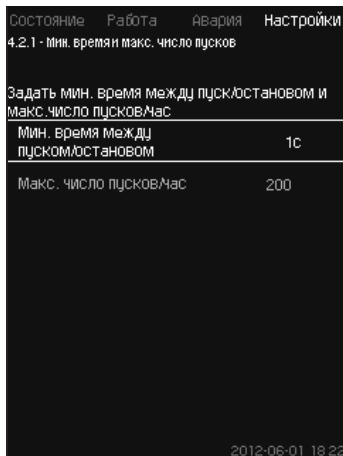 Состояние Работа Авария Настройки
4.2.1 - Мин. время и макс. число пусков
Задать мин. время между пуск/остановом и
макс.число пусков/час
Мин. время между
пуском/остановом 1с
Макс. число пусков/час 200
2012-06-01 18:22